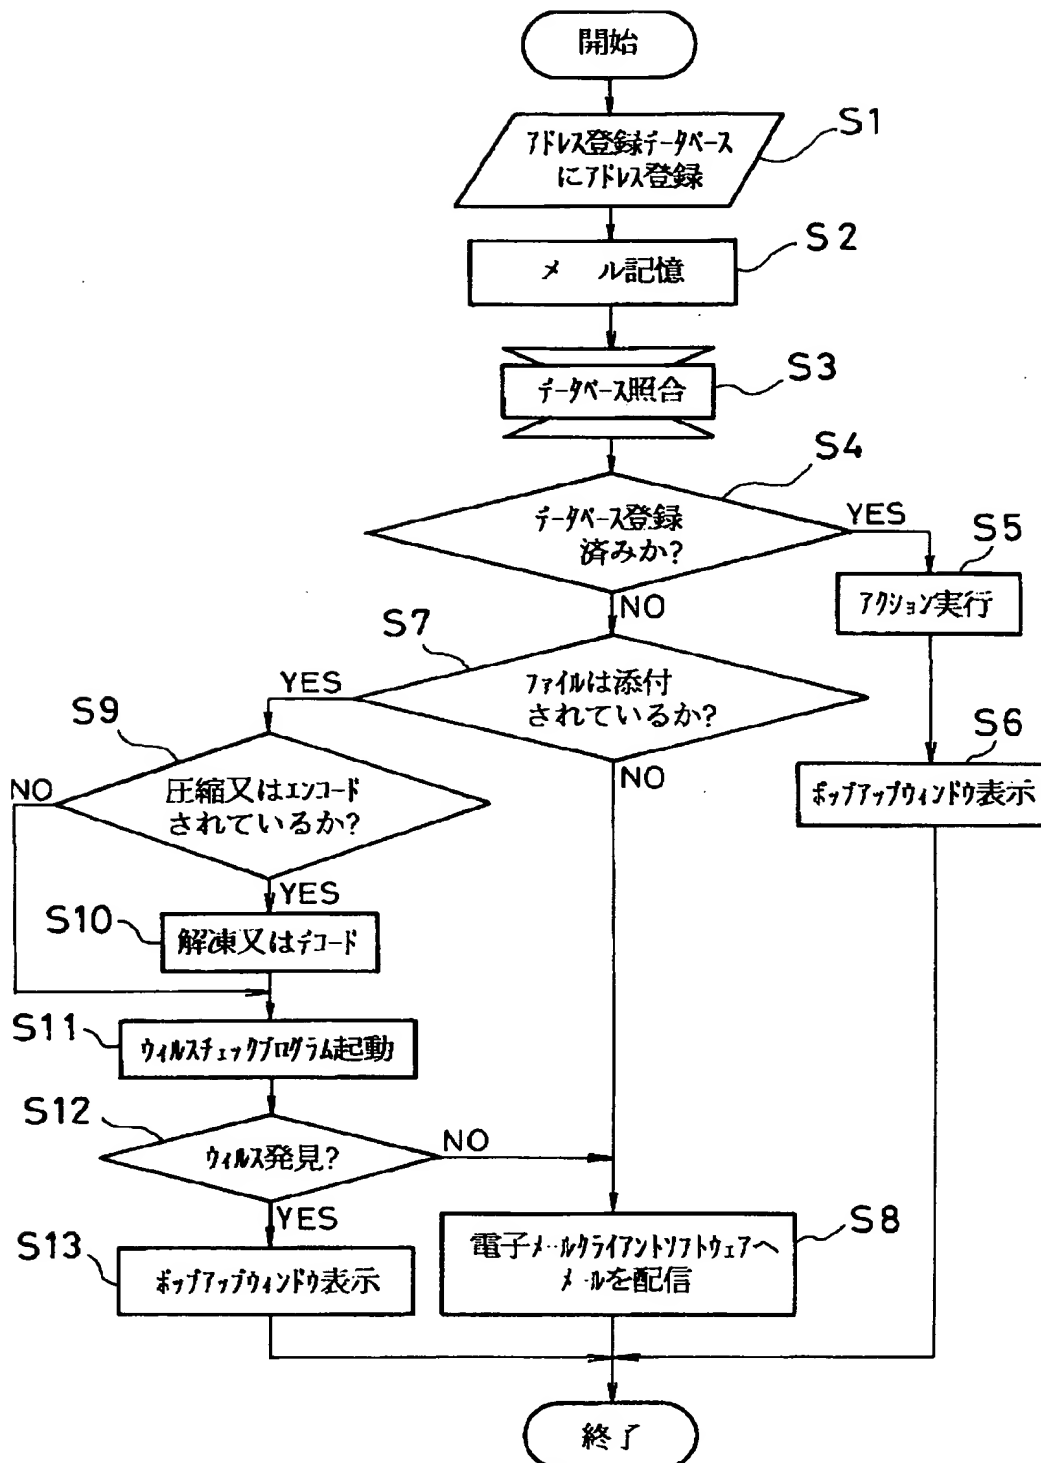 開始
S1
アドレス登録データベース
にアドレス登録
S2
メール記憶
S3
データベース照合
S4
データベース登録
済みか?
YES
S5
アクション実行
NO
S7
ファイルは添付
されているか?
YES
S9
S6
NO
NO
圧縮又はエンコード
されているか?
ポップアップウィンドウ表示
YES
S10
解凍又はデコード
S11
ウィルスチェックプログラム起動
S12
ウィルス発見?
NO
YES
S8
S13
電子メールクライアントソフトウェアへ
メールを配信
ポップアップウィンドウ表示
終了